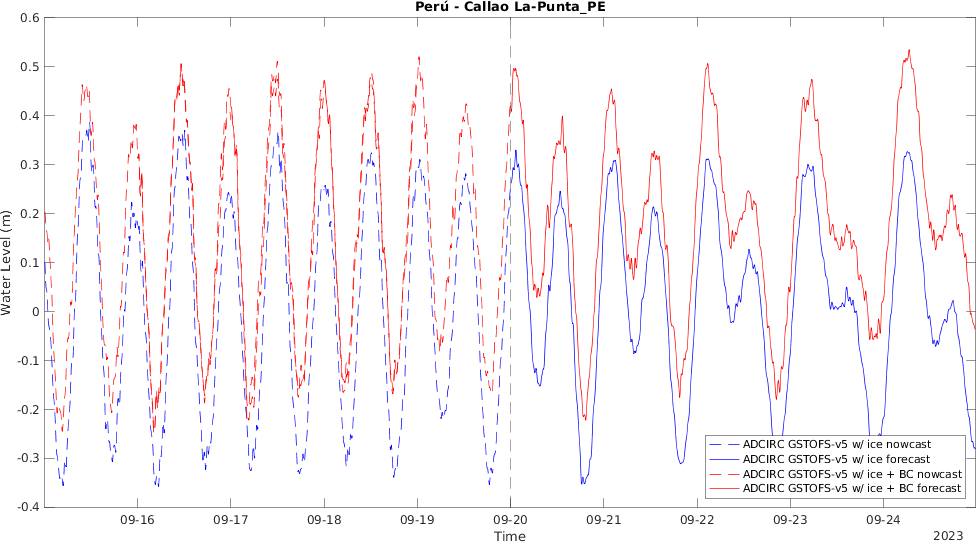 Perú - Callao La-Punta_PE
0.6
0.5
0.4
0.3
0.2
0.1
0
-0.1
-0.2
-0.3
-0.4
Water Level (m)
ADCIRC GSTOFS-v5 w/ ice nowcast
ADCIRC GSTOFS-v5 w/ ice forecast
ADCIRC GSTOFS-v5 w/ ice + BC nowcast
ADCIRC GSTOFS-v5 w/ ice + BC forecast
09-16 09-17 09-18 09-19 09-20 09-21 09-22 09-23 09-24
Time
2023